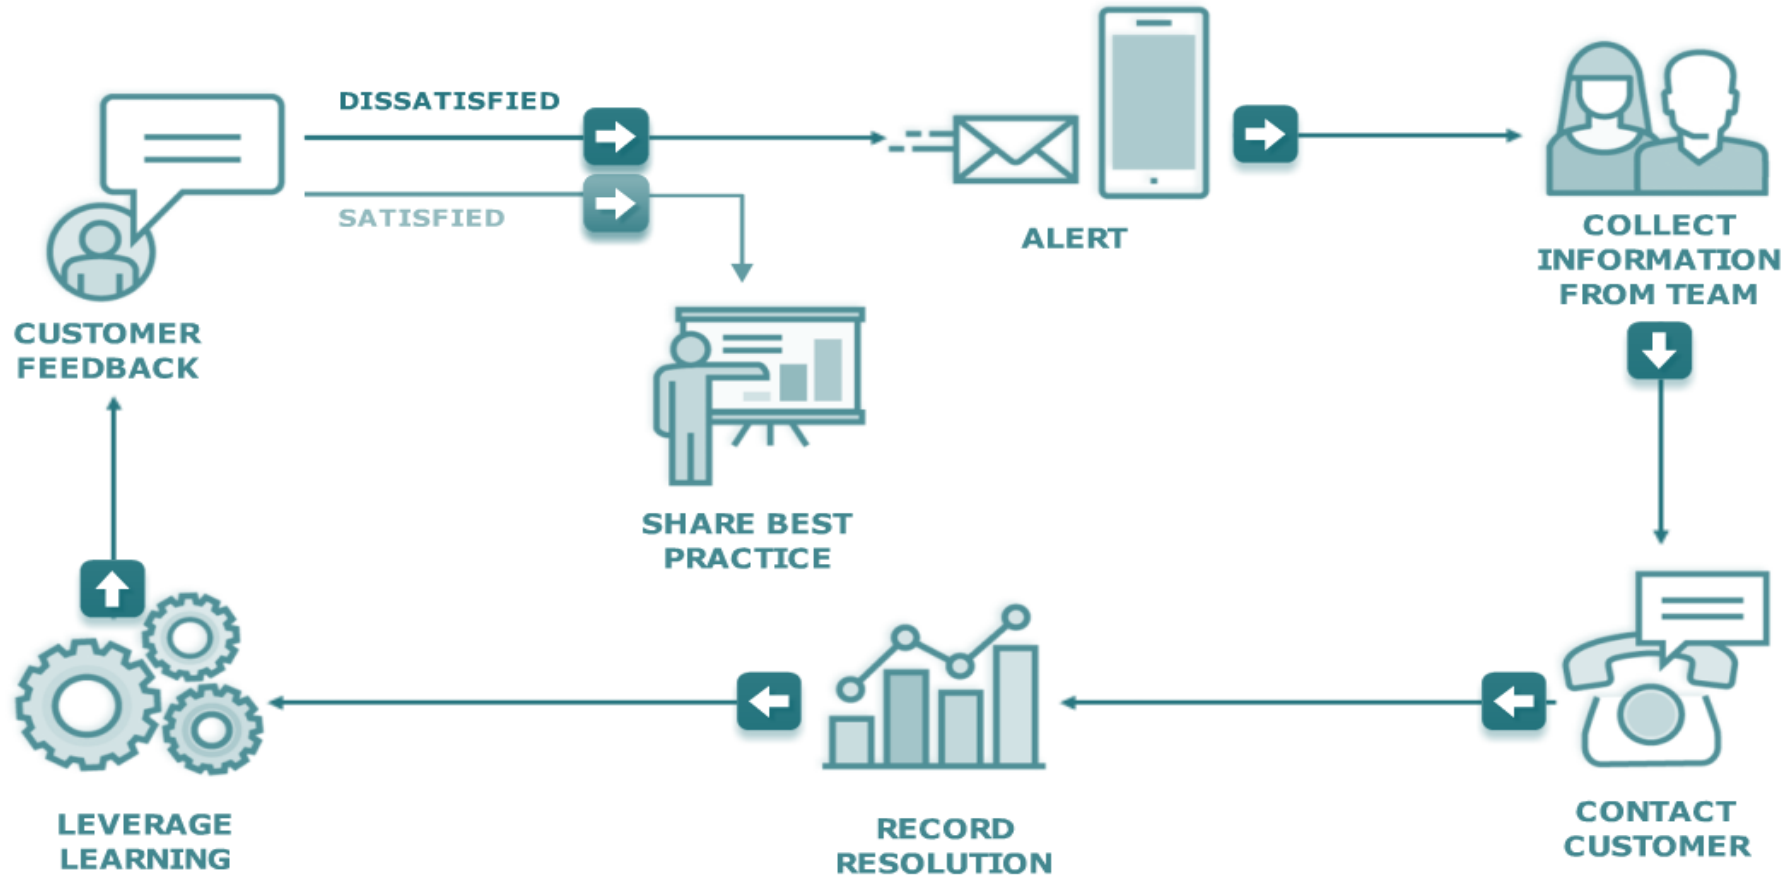 DISSATISFIED
SATISFIED
CUSTOMER
FEEDBACK
ALERT
COLLECT
INFORMATION
FROM TEAM
SHARE BEST
PRACTICE
LEVERAGE
LEARNING
RECORD
RESOLUTION
CONTACT
CUSTOMER